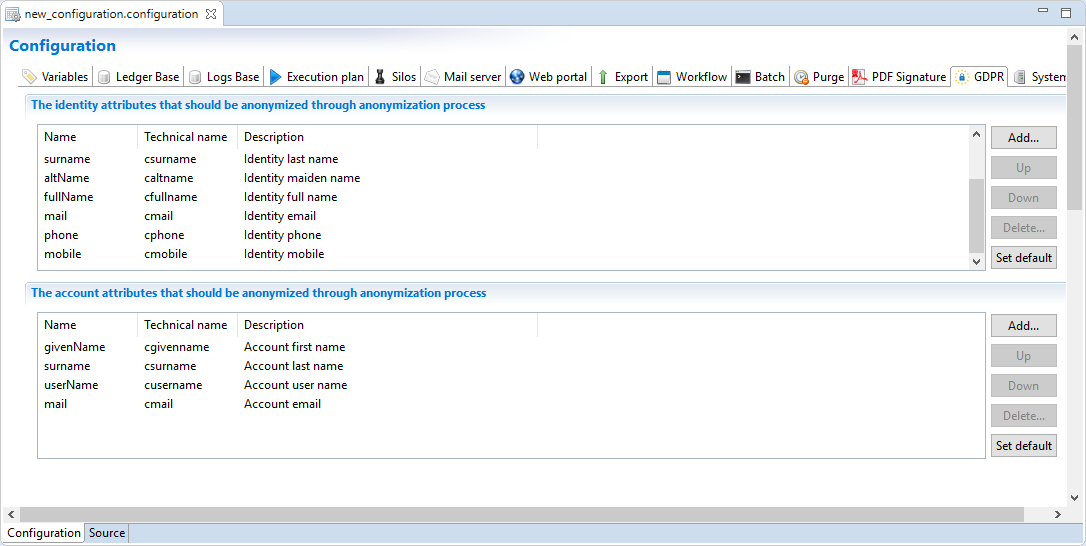 new_configuration.configuration
Configuration
Variables Ledger Base Logs Base Execution plan Silos Mail server Web portal Export Workflow Batch Purge PDF Signature GDPR System
The identity attributes that should be anonymized through anonymization process
Name Technical name Description Add...
surname csurname Identity last name
altName caltname Identity maiden name Up
fullName cfullname Identity full name Down
mail cmail Identity email
phone cphone Identity phone Delete...
mobile cmobile Identity mobile Set default
The account attributes that should be anonymized through anonymization process
Name Technical name Description Add...
givenName cgivenname Account first name Up
surname csurname Account last name
userName cusername Account user name Down
mail cmail Account email Delete...
Set default
Configuration Source